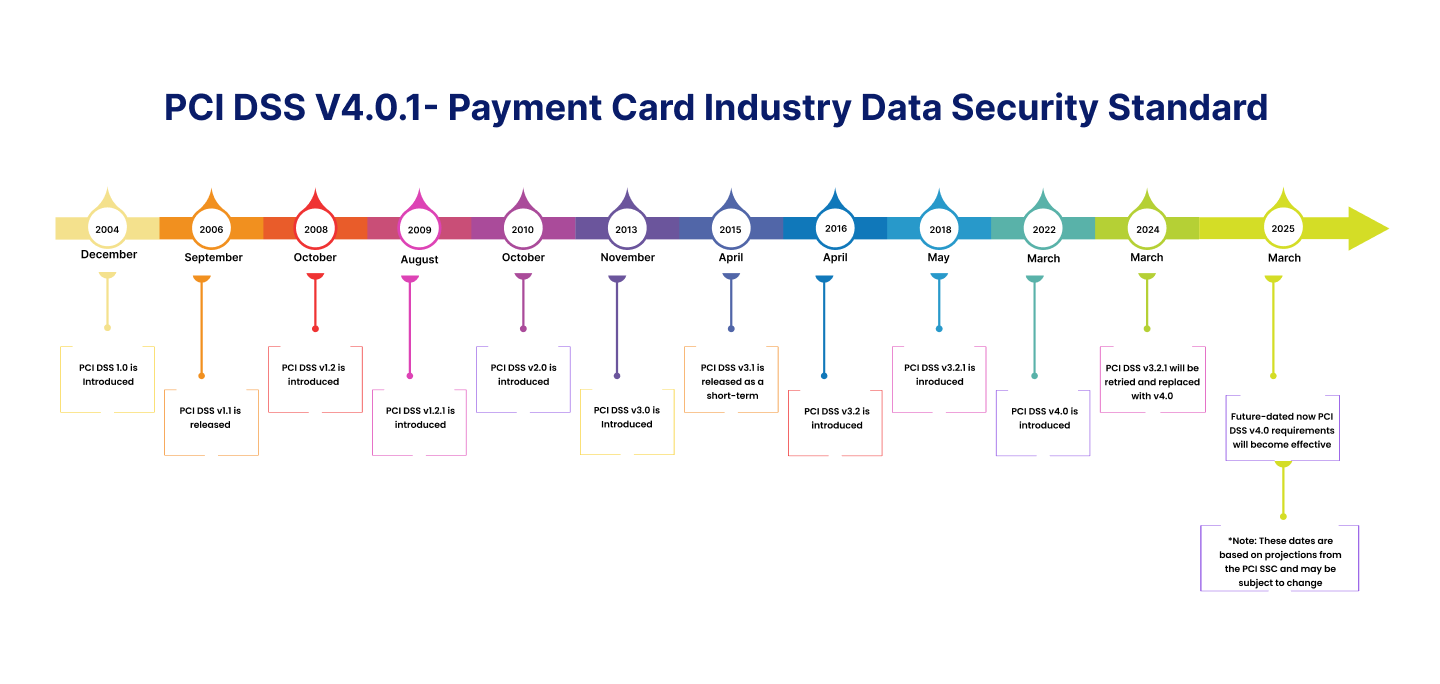 PCI DSS V4.0.1- Payment Card Industry Data Security Standard
2004
2006
2008
2009
2010
2013
2015
2016
2018
2022
2024
2025
December
September
October
August
October
November
April
April
May
March
March
March
PCI DSS 1.0 is
Introduced
PCI DSS v1.1 is
released
PCI DSS v1.2 is
introduced
PCI DSS v1.2.1 is
introduced
PCI DSS v2.0 is
introduced
PCI DSS v3.0 is
Introduced
PCI DSS v3.1 is
released as a
short-term
PCI DSS v3.2 is
introduced
PCI DSS v3.2.1 is
inroduced
PCI DSS v4.0 is
introduced
PCI DSS v3.2.1 will be
retried and replaced
with v4.0
Future-dated now PCI
DSS v4.0 requirements
will become effective
*Note: These dates are
based on projections from
the PCI SSC and may be
subject to change